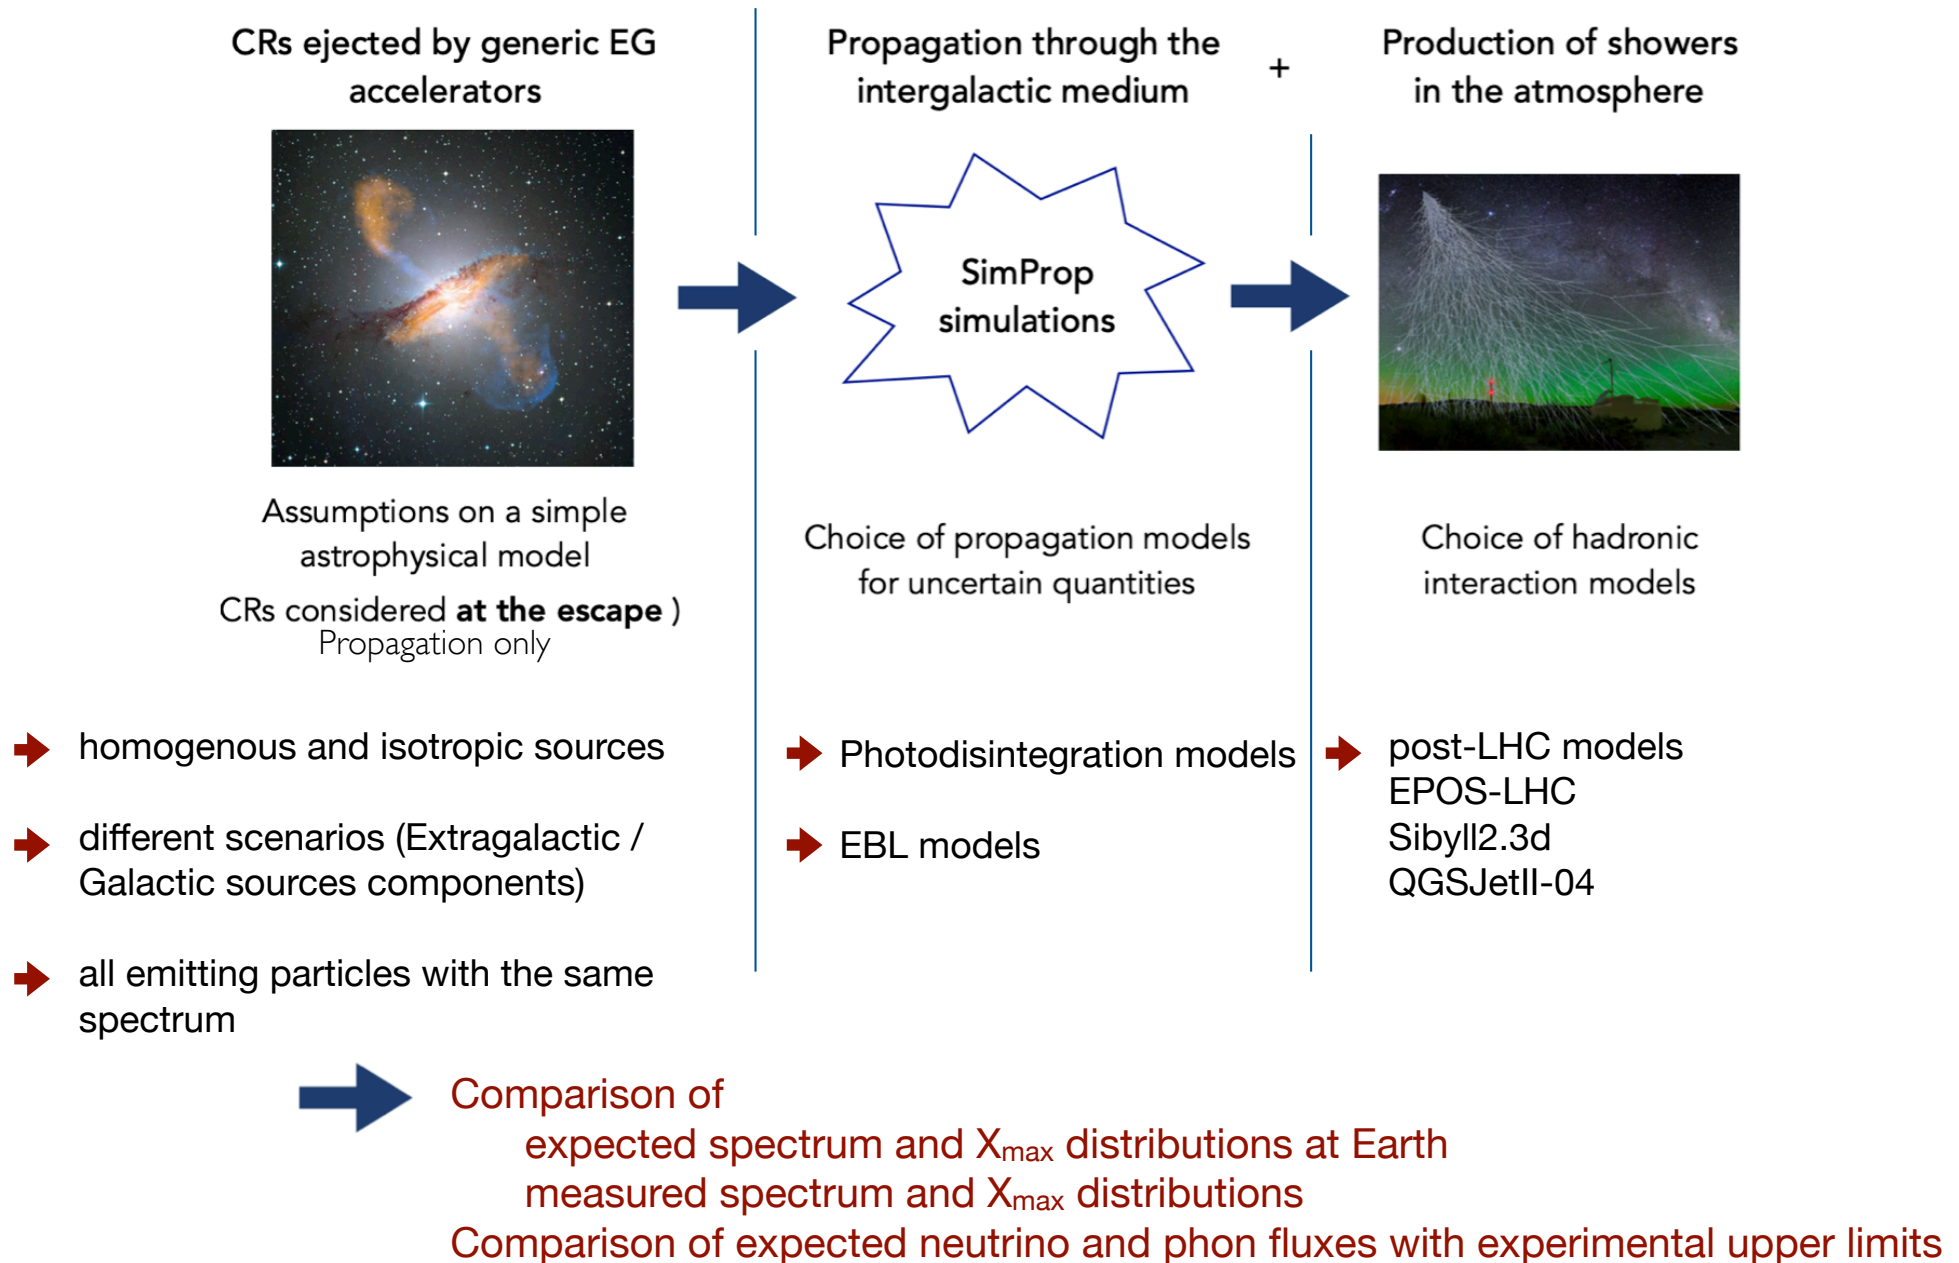 CRs ejected by generic EG
accelerators
Propagation through the
intergalactic medium
+
Production of showers
in the atmosphere
SimProp
simulations
Assumptions on a simple
astrophysical model
CRs considered at the escape )
Propagation only
Choice of propagation models
for uncertain quantities
Choice of hadronic
interaction models
homogenous and isotropic sources
different scenarios (Extragalactic /
Galactic sources components)
all emitting particles with the same
spectrum
Photodisintegration models
EBL models
post-LHC models
EPOS-LHC
Sibyll2.3d
QGSJetII-04
Comparison of
expected spectrum and Xmax distributions at Earth
measured spectrum and Xmax distributions
Comparison of expected neutrino and phon fluxes with experimental upper limits